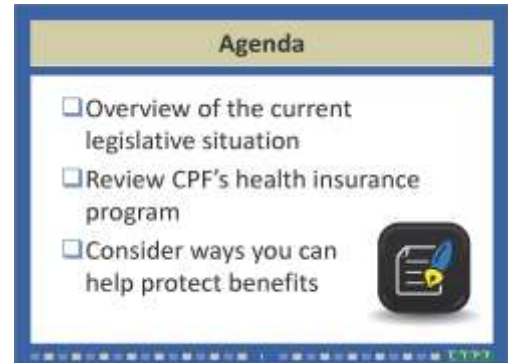 Agenda
Overview of the current
legislative situation
Review CPF's health insurance
program
Consider ways you can
help protect benefits